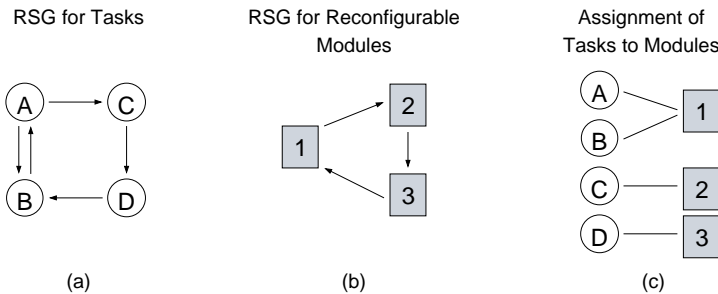 RSG for Tasks
A
C
B
D
(a)
RSG for Reconfigurable
Modules
1
2
3
(b)
Assignment of
Tasks to Modules
A
B
1
C
2
D
3
(c)